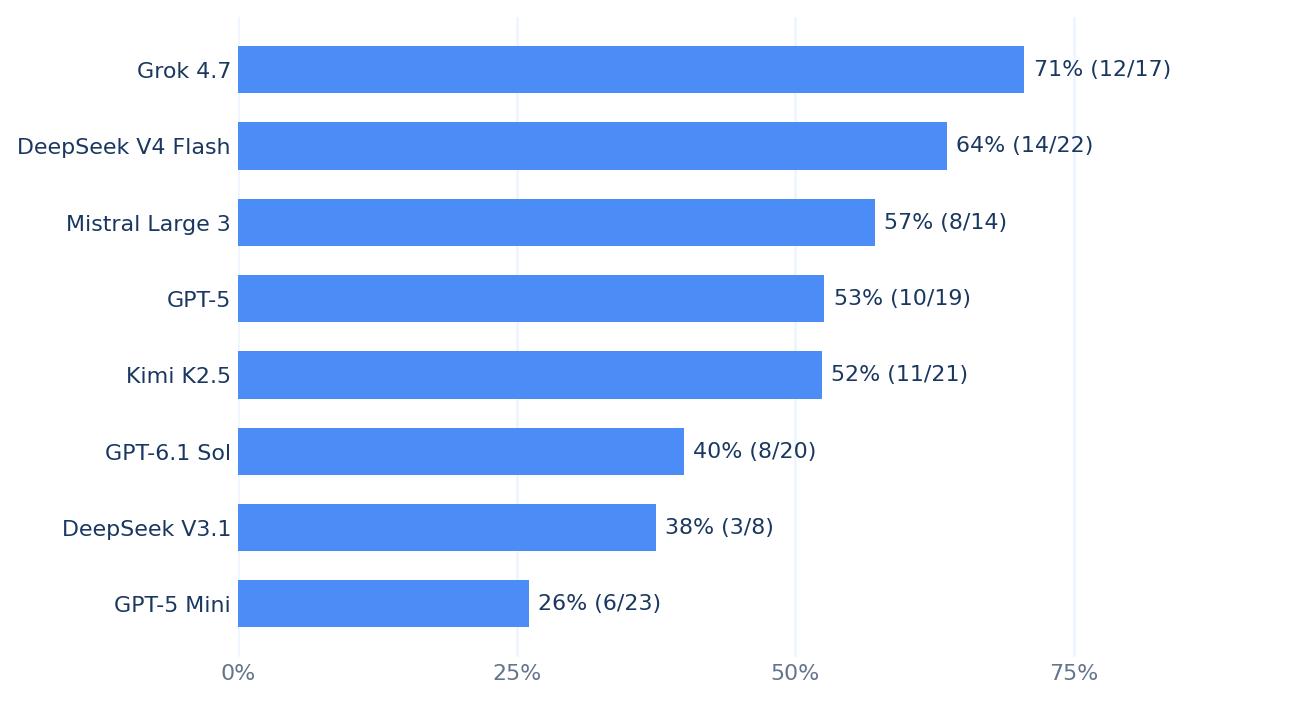 Grok 4.7 71% (12/17)
DeepSeek V4 Flash 64% (14/22)
Mistral Large 3 57% (8/14)
GPT-5 53% (10/19)
Kimi K2.5 52% (11/21)
GPT-6.1 Sol 40% (8/20)
DeepSeek V3.1 38% (3/8)
GPT-5 Mini 26% (6/23)
0% 25% 50% 75%